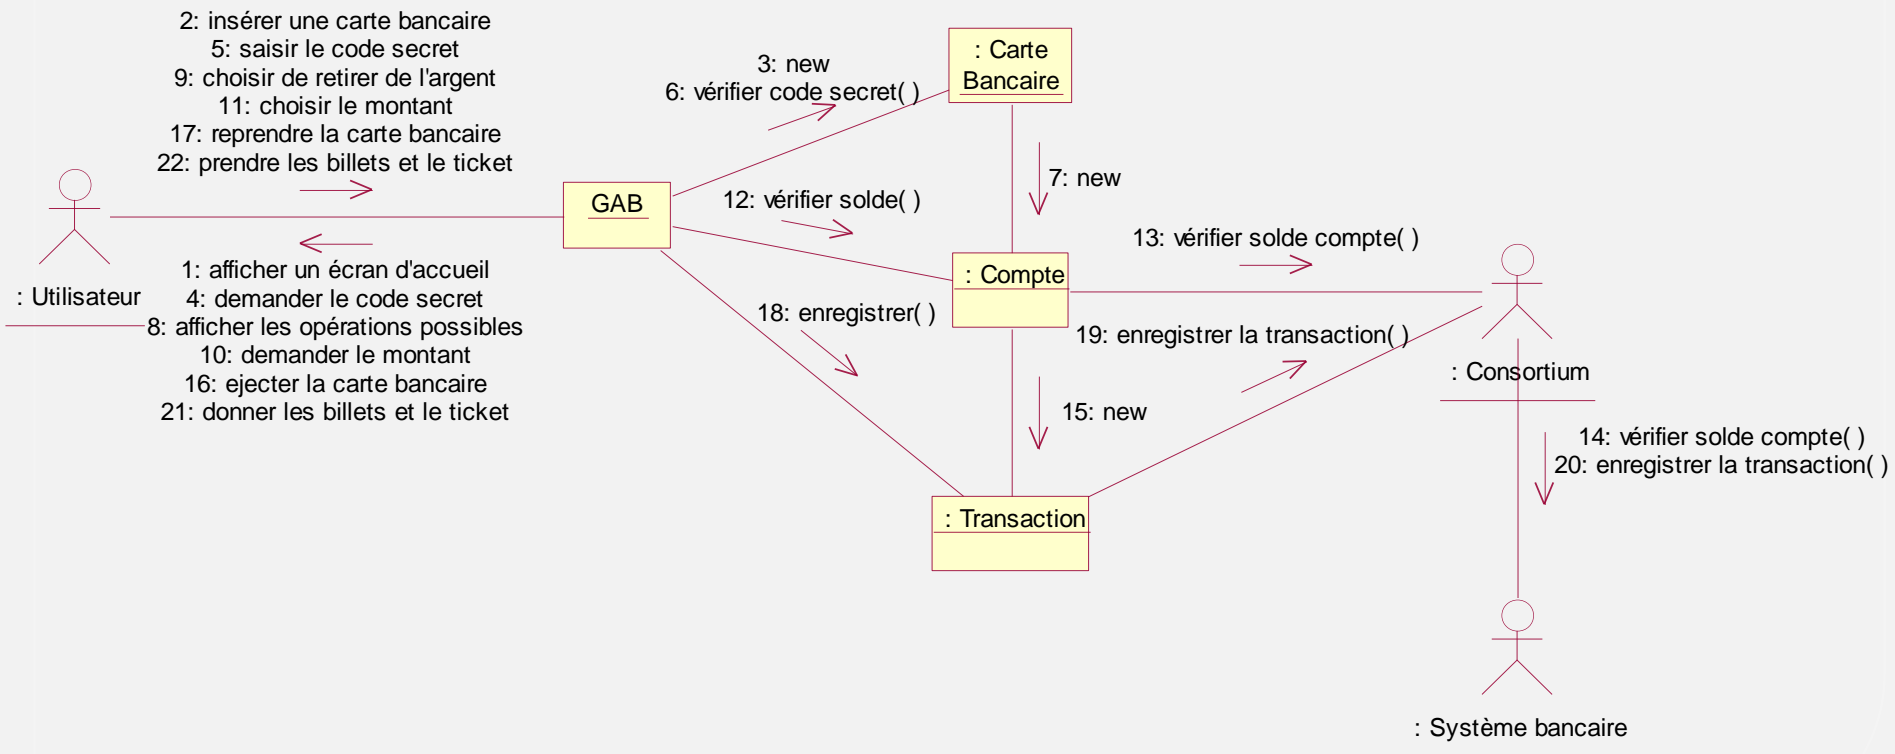 2: insérer une carte bancaire
5: saisir le code secret
9: choisir de retirer de l'argent
11: choisir le montant
17: reprendre la carte bancaire
22: prendre les billets et le ticket
: Utilisateur
1: afficher un écran d'accueil
4: demander le code secret
8: afficher les opérations possibles
10: demander le montant
16: ejecter la carte bancaire
21: donner les billets et le ticket
GAB
3: new
6: vérifier code secret( )
: Carte
Bancaire
7: new
12: vérifier solde( )
: Compte
13: vérifier solde compte( )
18: enregistrer( )
19: enregistrer la transaction( )
15: new
: Transaction
: Consortium
14: vérifier solde compte( )
20: enregistrer la transaction( )
: Système bancaire